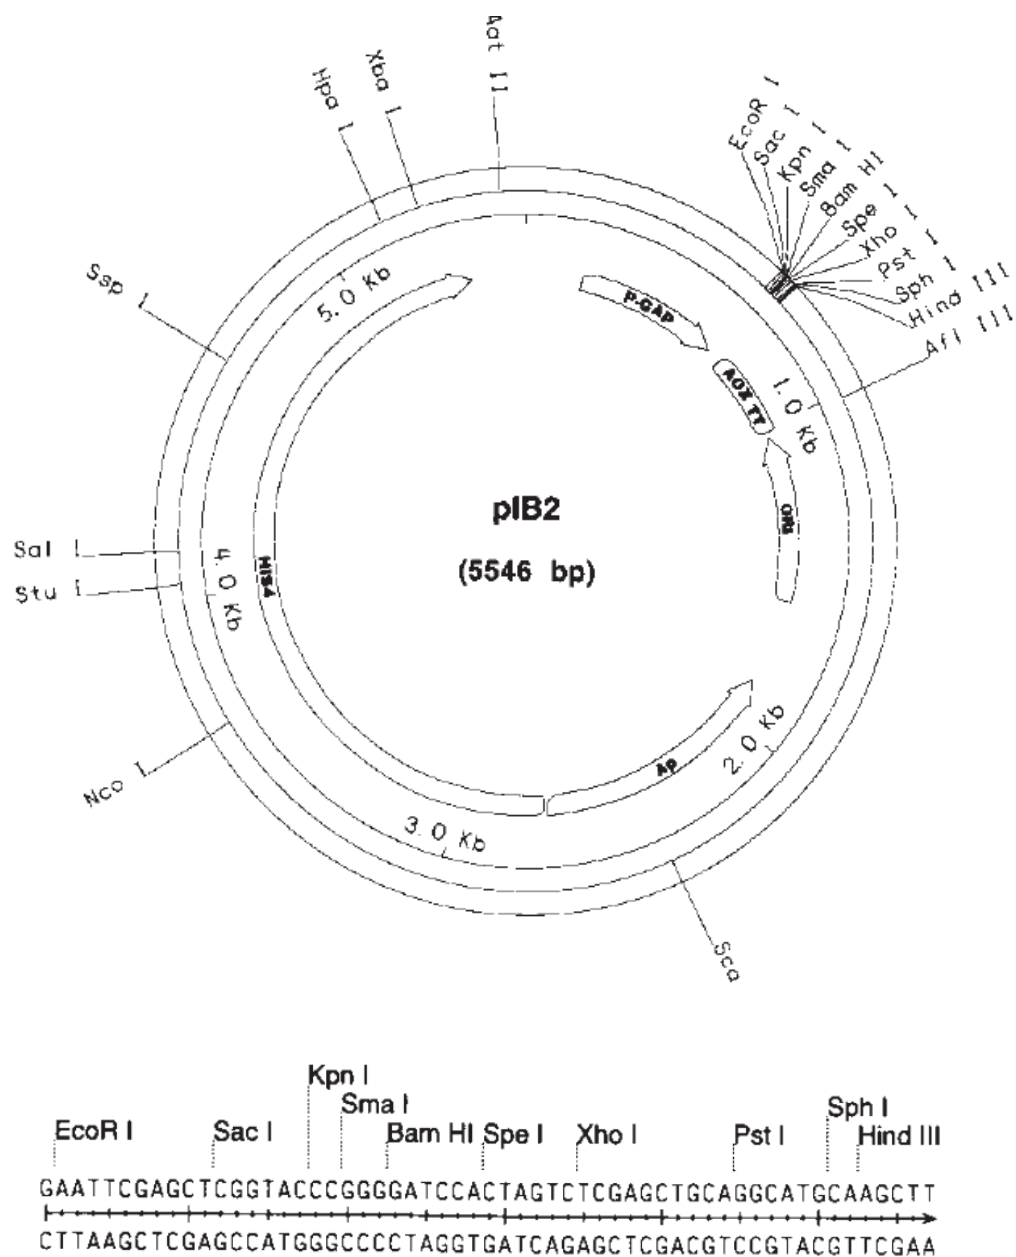 Aat II
Xba I
Hpa I
EcoR I
Sac I
Kpn I
Sma I
Bam HI
Spe I
Xho I
Pst I
Sph I
Hind III
Afl III
Ssp I
5.0 Kb
P.GAP
AOX TT
1.0 Kb
pIB2
(5546 bp)
ORI
Sal I
Stu I
4.0 Kb
HIS4
Nco I
2.0 Kb
Ap
3.0 Kb
Sca
Kpn I
Sma I
Sph I
EcoR I Sac I Bam HI Spe I Xho I Pst I Hind III
GAATTCGAGCTCGGTACCCGGGGATCCACTAGTCTCGAGCTGCAGGCATGCAAGCTT
CTTAAGCTCGAGCCATGGGCCCCTAGGTGATCAGAGCTCGACGTCCGTACGTTCGAA